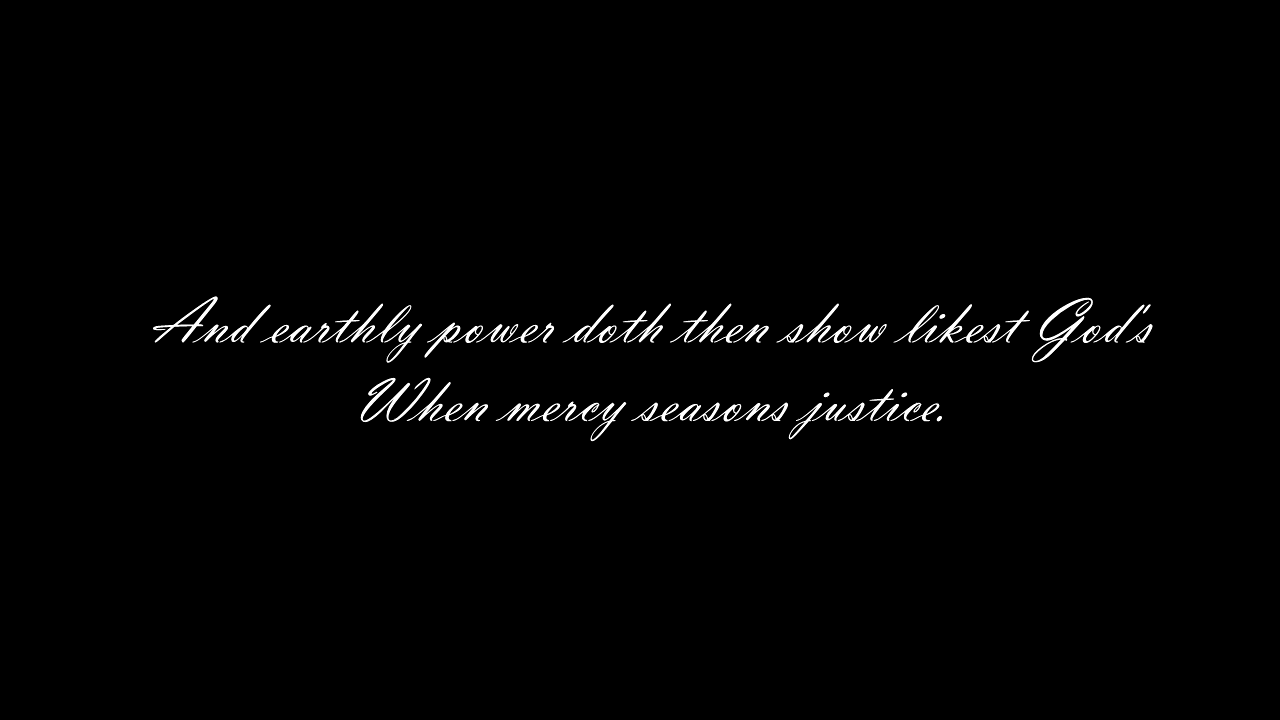 And earthly power doth then show likest God's
When mercy seasons justice.